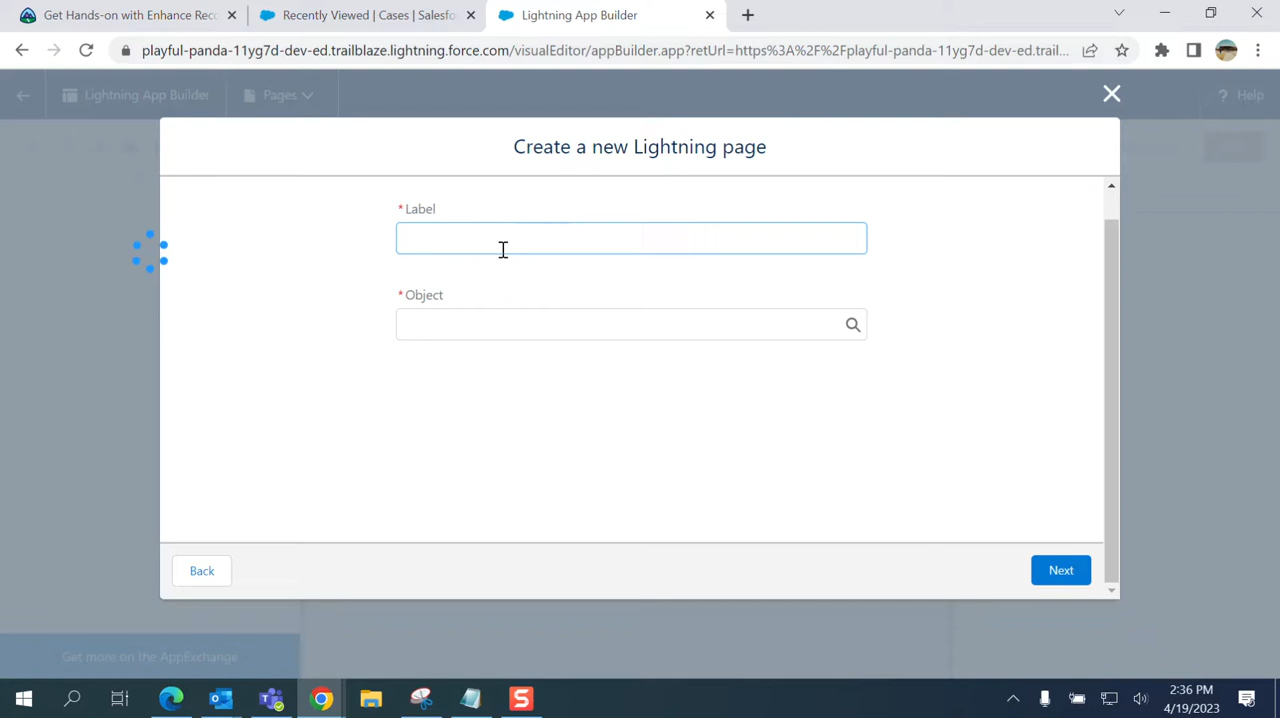 Get Hands-on with Enhance Reco
Recently Viewed | Cases | Salesfo
Lightning App Builder
playful-panda-11yg7d-dev-ed.trailblaze.lightning.force.com/visualEditor/appBuilder.app?retUrl=https%3A%2F%2Fplayful-panda-11yg7d-dev-ed.trail...
Lightning App Builder
Pages
? Help
Create a new Lightning page
* Label
* Object
Back
Next
Get more on the AppExchange
S
2:36 PM
4/19/2023